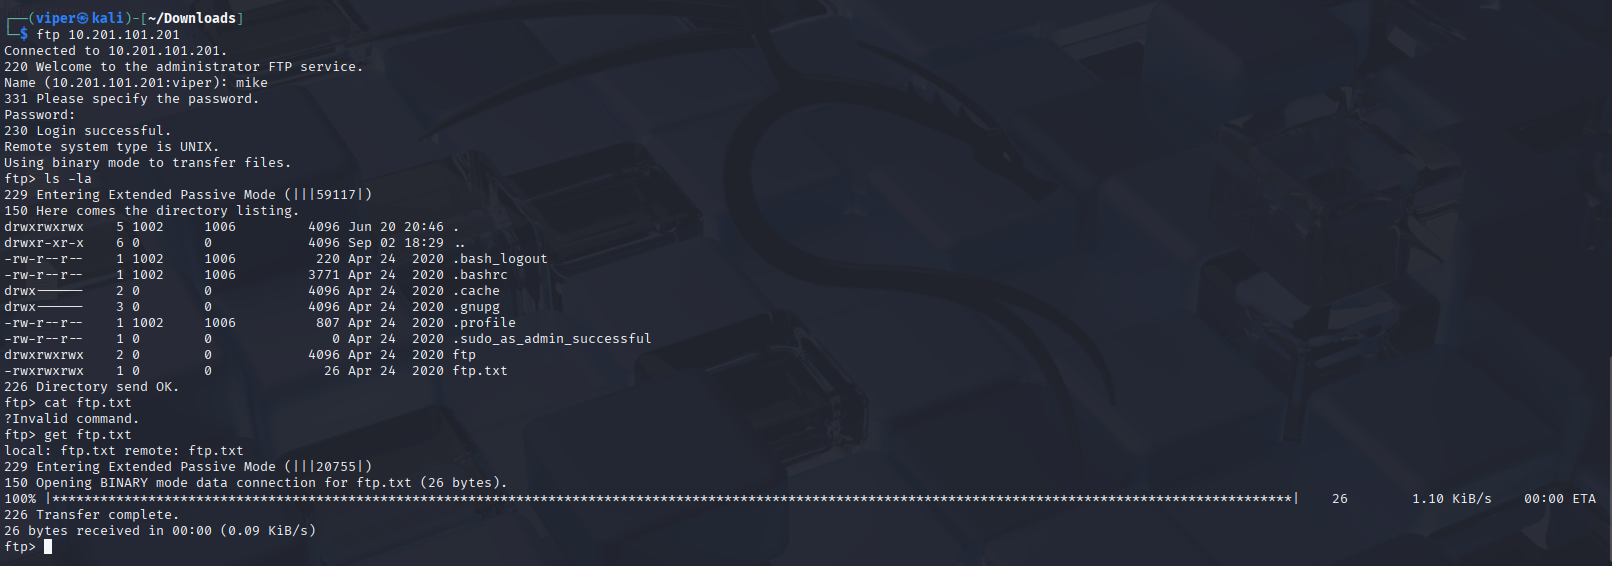 ┌──(viper㉿kali)-[~/Downloads]
└─$ ftp 10.201.101.201
Connected to 10.201.101.201.
220 Welcome to the administrator FTP service.
Name (10.201.101.201:viper): mike
331 Please specify the password.
Password:
230 Login successful.
Remote system type is UNIX.
Using binary mode to transfer files.
ftp> ls -la
229 Entering Extended Passive Mode (|||59117|)
150 Here comes the directory listing.
drwxrwxrwx    5 1002     1006         4096 Jun 20 20:46 .
drwxr-xr-x    6 0        0            4096 Sep 02 18:29 ..
-rw-r--r--    1 1002     1006          220 Apr 24  2020 .bash_logout
-rw-r--r--    1 1002     1006         3771 Apr 24  2020 .bashrc
drwx------    2 0        0            4096 Apr 24  2020 .cache
drwx------    3 0        0            4096 Apr 24  2020 .gnupg
-rw-r--r--    1 1002     1006          807 Apr 24  2020 .profile
-rw-r--r--    1 0        0               0 Apr 24  2020 .sudo_as_admin_successful
drwxrwxrwx    2 0        0            4096 Apr 24  2020 ftp
-rwxrwxrwx    1 0        0              26 Apr 24  2020 ftp.txt
226 Directory send OK.
ftp> cat ftp.txt
?Invalid command.
ftp> get ftp.txt
local: ftp.txt remote: ftp.txt
229 Entering Extended Passive Mode (|||20755|)
150 Opening BINARY mode data connection for ftp.txt (26 bytes).
100% |***********************************************************************************************************************************************************|    26        1.10 KiB/s    00:00 ETA
226 Transfer complete.
26 bytes received in 00:00 (0.09 KiB/s)
ftp>